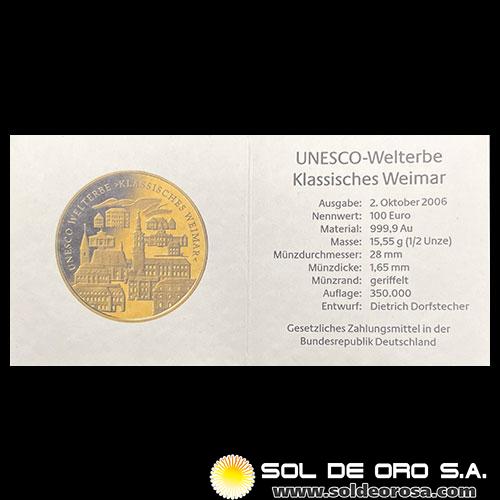 UNESCO-WELTERBE >KLASSISCHES WEIMAR<
UNESCO-Welterbe
Klassisches Weimar
Ausgabe: 2. Oktober 2006
Nennwert: 100 Euro
Material: 999,9 Au
Masse: 15,55 g (1/2 Unze)
Münzdurchmesser: 28 mm
Münzdicke: 1,65 mm
Münzrand: geriffelt
Auflage: 350.000
Entwurf: Dietrich Dorfstecher
Gesetzliches Zahlungsmittel in der
Bundesrepublik Deutschland
SOL DE ORO S.A.
www.soldeorosa.com